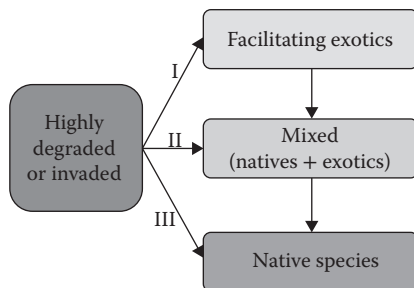 Facilitating exotics
I
Highly
degraded
or invaded
II
Mixed
(natives + exotics)
III
Native species